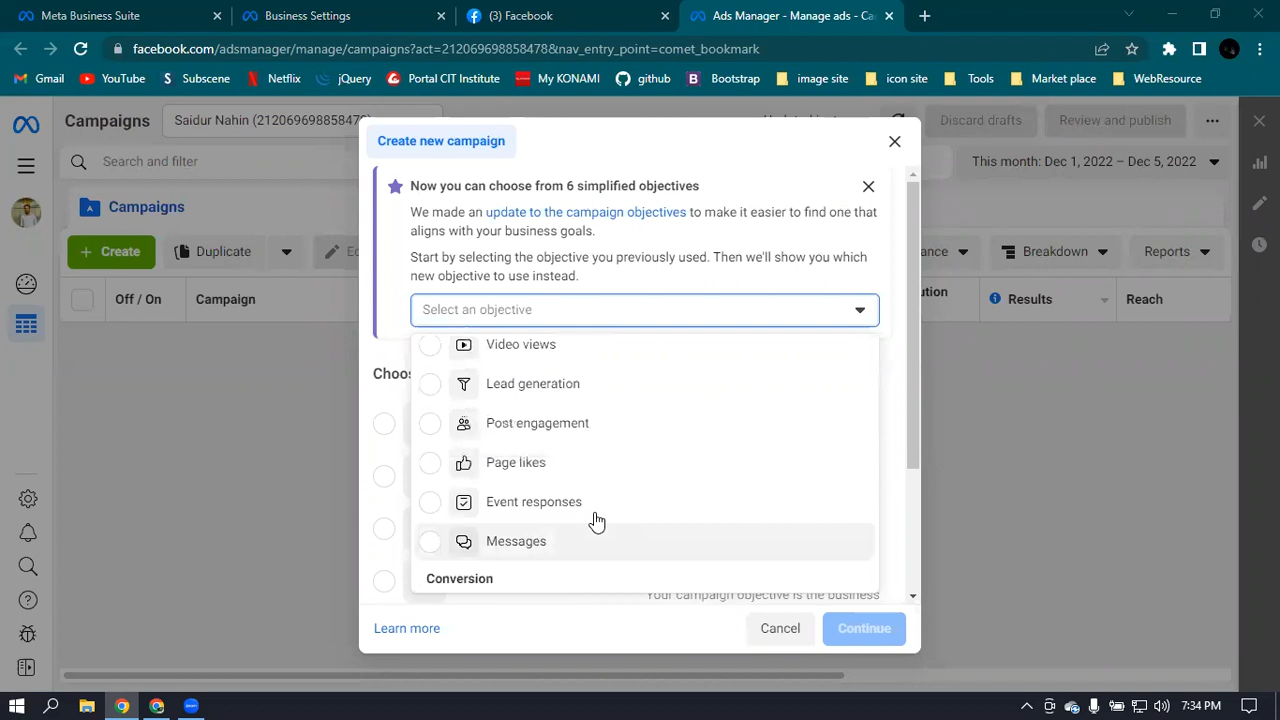 Meta Business Suite
Business Settings
(3) Facebook
Ads Manager - Manage ads - Ca
facebook.com/adsmanager/manage/campaigns?act=212069698858478&nav_entry_point=comet_bookmark
Gmail
YouTube
Subscene
Netflix
jQuery
Portal CIT Institute
My KONAMI
github
Bootstrap
image site
icon site
Tools
Market place
WebResource
Campaigns
Saidur Nahin (212069698858478)
Discard drafts
Review and publish
Search and filter
This month: Dec 1, 2022 – Dec 5, 2022
Campaigns
+ Create
Duplicate
Breakdown
Reports
Off / On
Campaign
Results
Reach
Create new campaign
Now you can choose from 6 simplified objectives
We made an update to the campaign objectives to make it easier to find one that
aligns with your business goals.
Start by selecting the objective you previously used. Then we'll show you which
new objective to use instead.
Select an objective
Video views
Lead generation
Post engagement
Page likes
Event responses
Messages
Conversion
Your campaign objective is the business
Learn more
Cancel
Continue
7:34 PM